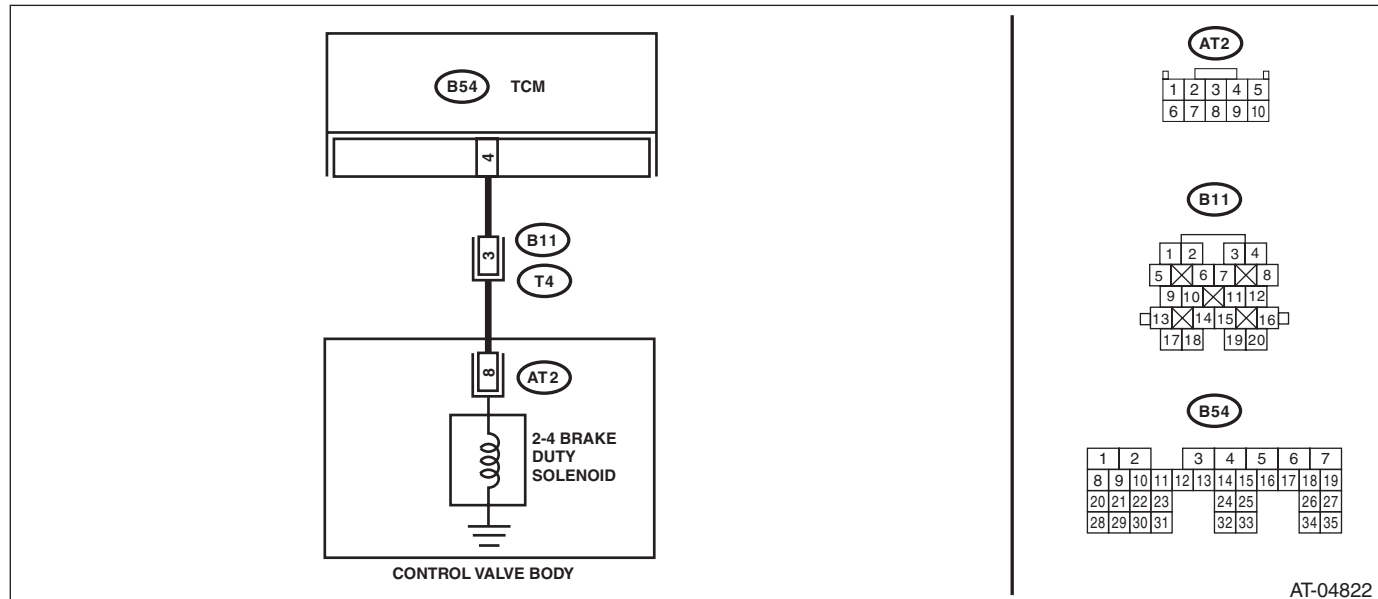 B54 TCM
4
3
B11
T4
8
AT2
2-4 BRAKE
DUTY
SOLENOID
CONTROL VALVE BODY
AT2
1 2 3 4 5
6 7 8 9 10
B11
1 2 3 4
5 6 7 8
9 10 11 12
13 14 15 16
17 18 19 20
B54
1 2 3 4 5 6 7
8 9 10 11 12 13 14 15 16 17 18 19
20 21 22 23 24 25 26 27
28 29 30 31 32 33 34 35
AT-04822